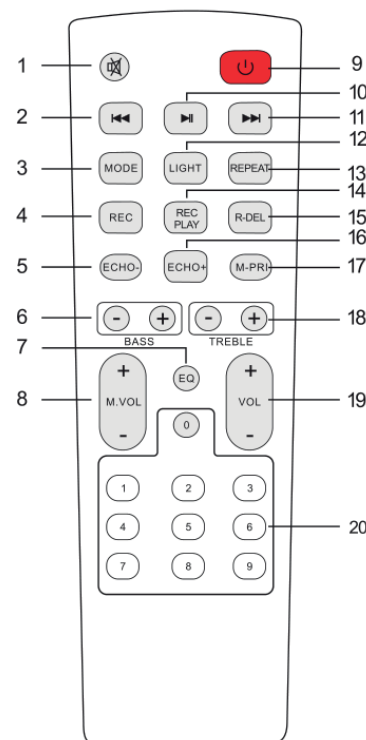 1 9
10
2 11
12
3 MODE LIGHT REPEAT 13
14
4 REC REC PLAY R-DEL 15
16
5 ECHO- ECHO+ M-PRI 17
6 - + - + 18
BASS TREBLE
7 EQ
8 + M.VOL - + VOL - 19
0
1 2 3
4 5 6 20
7 8 9